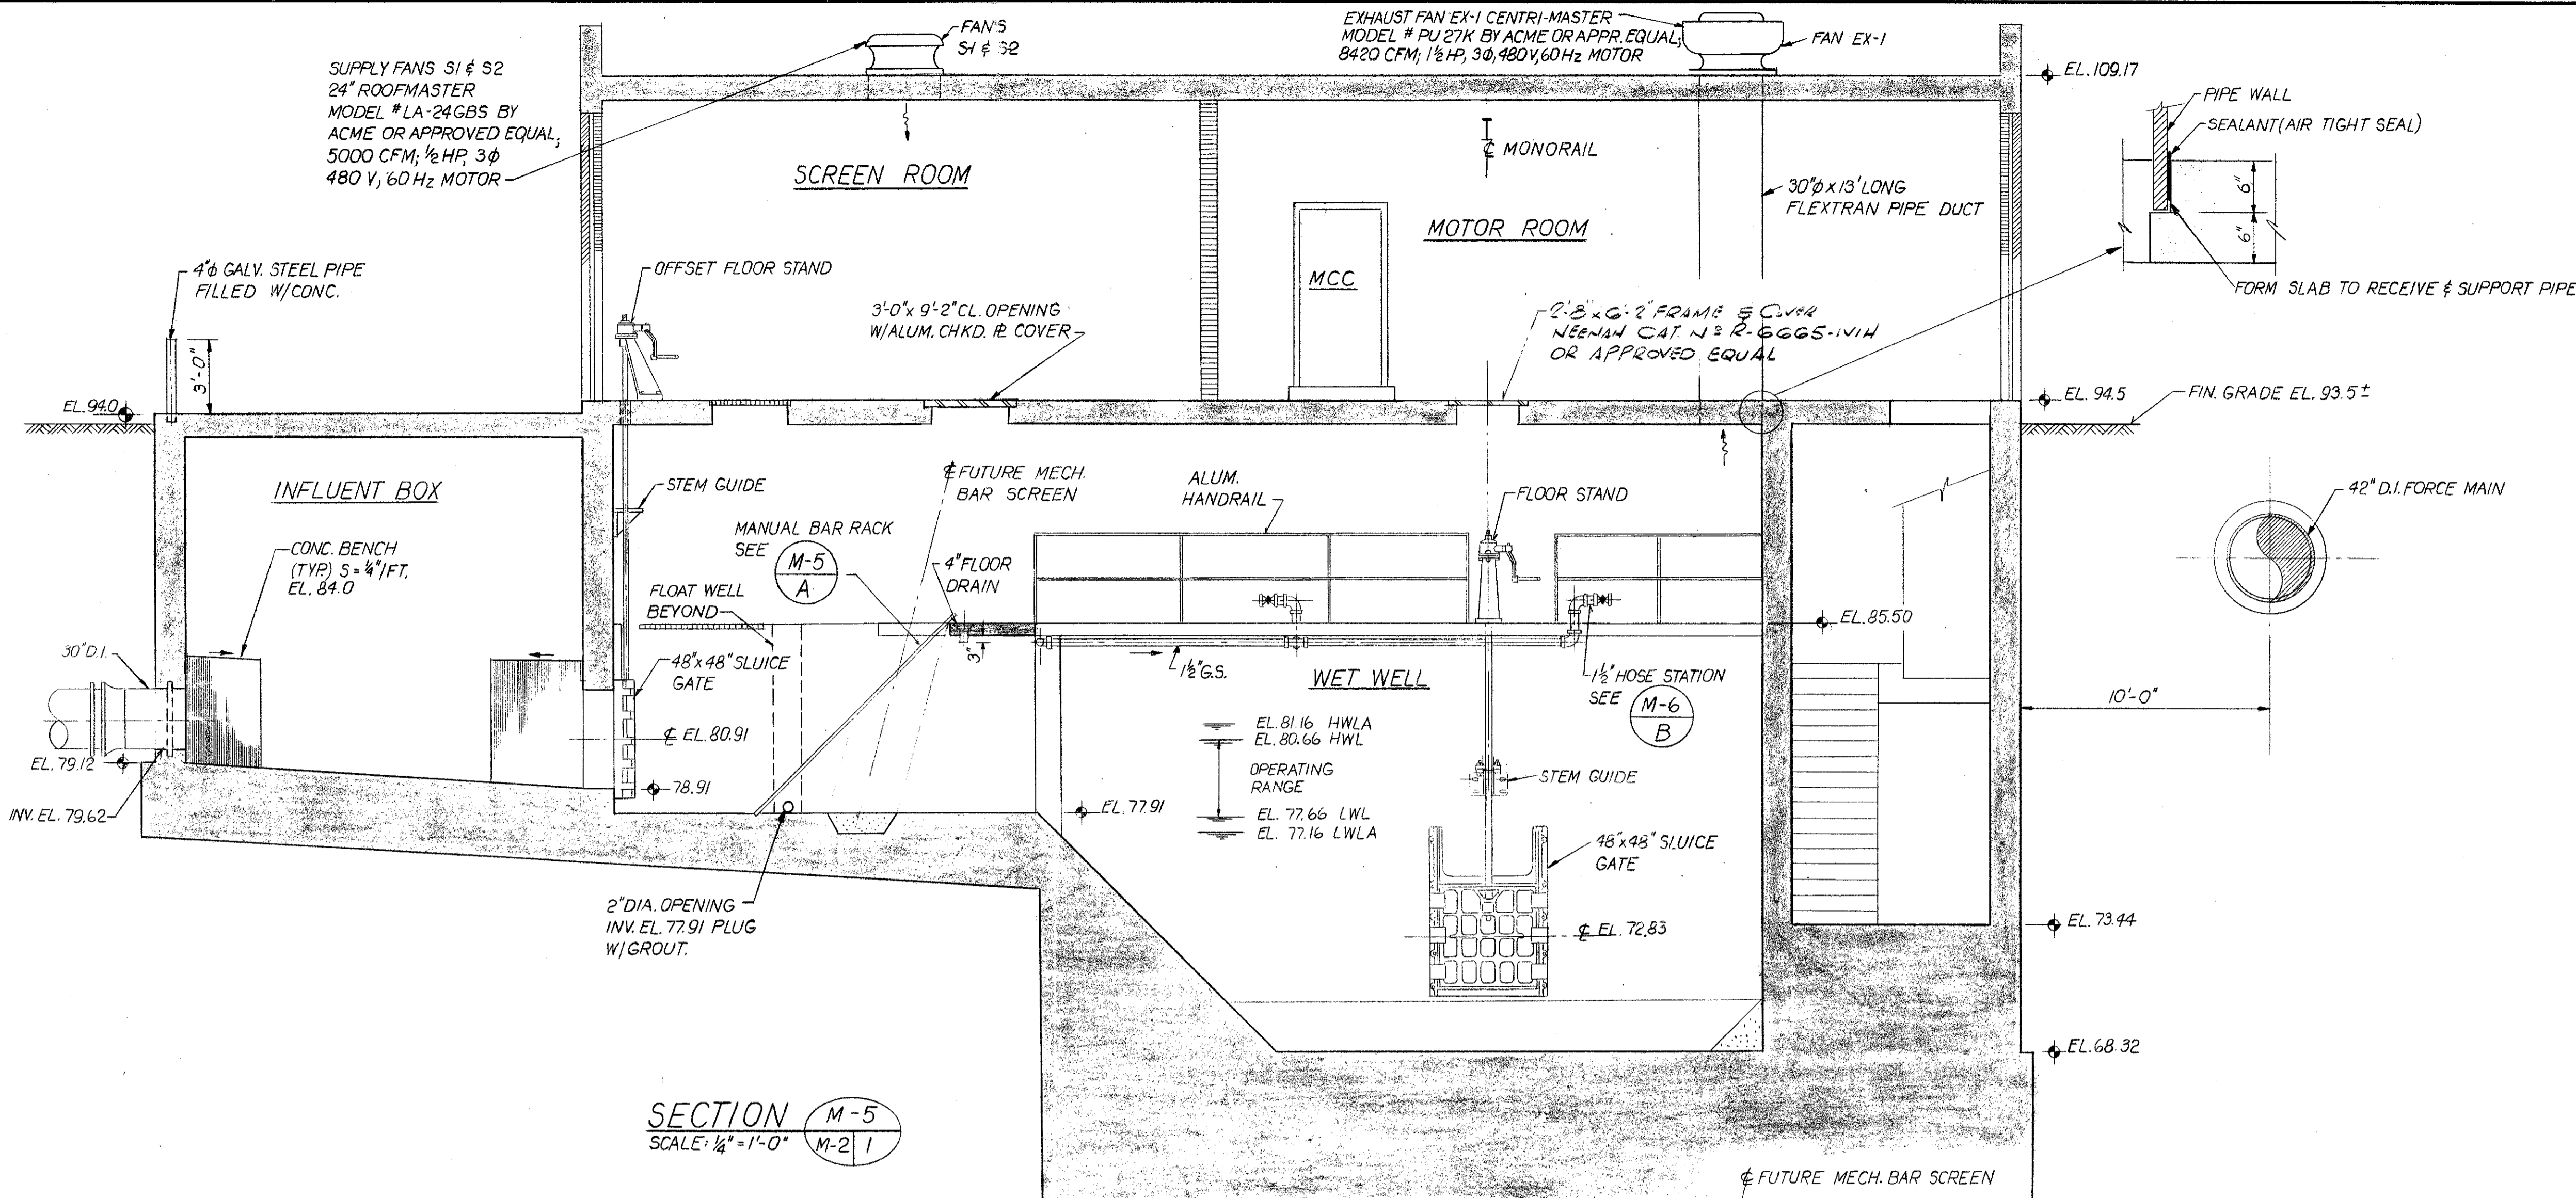 SUPPLY FANS S1 & S2
24" ROOFMASTER
MODEL # LA-24GBS BY
ACME OR APPROVED EQUAL,
5000 CFM; ½ HP, 3ϕ
480 V, 60 Hz MOTOR
FANS
S1 & S2
EXHAUST FAN EX-1 CENTRI-MASTER
MODEL # PU 27K BY ACME OR APPR. EQUAL;
8420 CFM; 1½ HP, 3ϕ, 480V, 60 Hz MOTOR
FAN EX-1
EL. 109.17
PIPE WALL
SEALANT (AIR TIGHT SEAL)
6"
6"
FORM SLAB TO RECEIVE & SUPPORT PIPE
SCREEN ROOM
℄ MONORAIL
MOTOR ROOM
30"ϕ x 13' LONG
FLEXTRAN PIPE DUCT
MCC
4"ϕ GALV. STEEL PIPE
FILLED W/CONC.
3'-0"
OFFSET FLOOR STAND
3'-0" x 9'-2" CL. OPENING
W/ALUM. CHKD. PL COVER
2'-8" x 6'-2" FRAME & COVER
NEENAH CAT. Nº R-6665-
OR APPROVED EQUAL
EL. 94.0
EL. 94.5
FIN. GRADE EL. 93.5 ±
INFLUENT BOX
STEM GUIDE
℄ FUTURE MECH.
BAR SCREEN
ALUM.
HANDRAIL
FLOOR STAND
42" D.I. FORCE MAIN
CONC. BENCH
(TYP.) S = ¼"/FT.
EL. 84.0
MANUAL BAR RACK
SEE
M-5
A
4" FLOOR
DRAIN
FLOAT WELL
BEYOND
EL. 85.50
3"
30" D.I.
48" x 48" SLUICE
GATE
1½" G.S.
WET WELL
1½" HOSE STATION
SEE
M-6
B
10'-0"
EL. 81.16 HWLA
EL. 80.66 HWL
OPERATING
RANGE
EL. 77.66 LWL
EL. 77.16 LWLA
℄ EL. 80.91
EL. 79.12
78.91
STEM GUIDE
INV. EL. 79.62
EL. 77.91
48" x 48" SLUICE
GATE
2" DIA. OPENING
INV. EL. 77.91 PLUG
W/ GROUT.
℄ EL. 72.83
EL. 73.44
EL. 68.32
SECTION
M-5
M-2 1
SCALE: ¼" = 1'-0"
℄ FUTURE MECH. BAR SCREEN